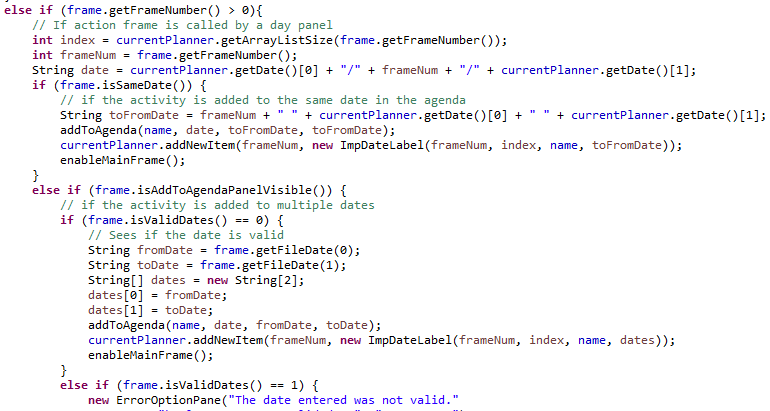 else if (frame.getFrameNumber() > 0){
// If action frame is called by a day panel
int index = currentPlanner.getArrayListSize(frame.getFrameNumber());
int frameNum = frame.getFrameNumber();
String date = currentPlanner.getDate()[0] + "/" + frameNum + "/" + currentPlanner.getDate()[1];
if (frame.isSameDate()) {
// if the activity is added to the same date in the agenda
String toFromDate = frameNum + " " + currentPlanner.getDate()[0] + " " + currentPlanner.getDate()[1];
addToAgenda(name, date, toFromDate, toFromDate);
currentPlanner.addNewItem(frameNum, new ImpDateLabel(frameNum, index, name, toFromDate));
enableMainFrame();
}
else if (frame.isAddToAgendaPanelVisible()) {
// if the activity is added to multiple dates
if (frame.isValidDates() == 0) {
// Sees if the date is valid
String fromDate = frame.getFileDate(0);
String toDate = frame.getFileDate(1);
String[] dates = new String[2];
dates[0] = fromDate;
dates[1] = toDate;
addToAgenda(name, date, fromDate, toDate);
currentPlanner.addNewItem(frameNum, new ImpDateLabel(frameNum, index, name, dates));
enableMainFrame();
}
else if (frame.isValidDates() == 1) {
new ErrorOptionPane("The date entered was not valid."